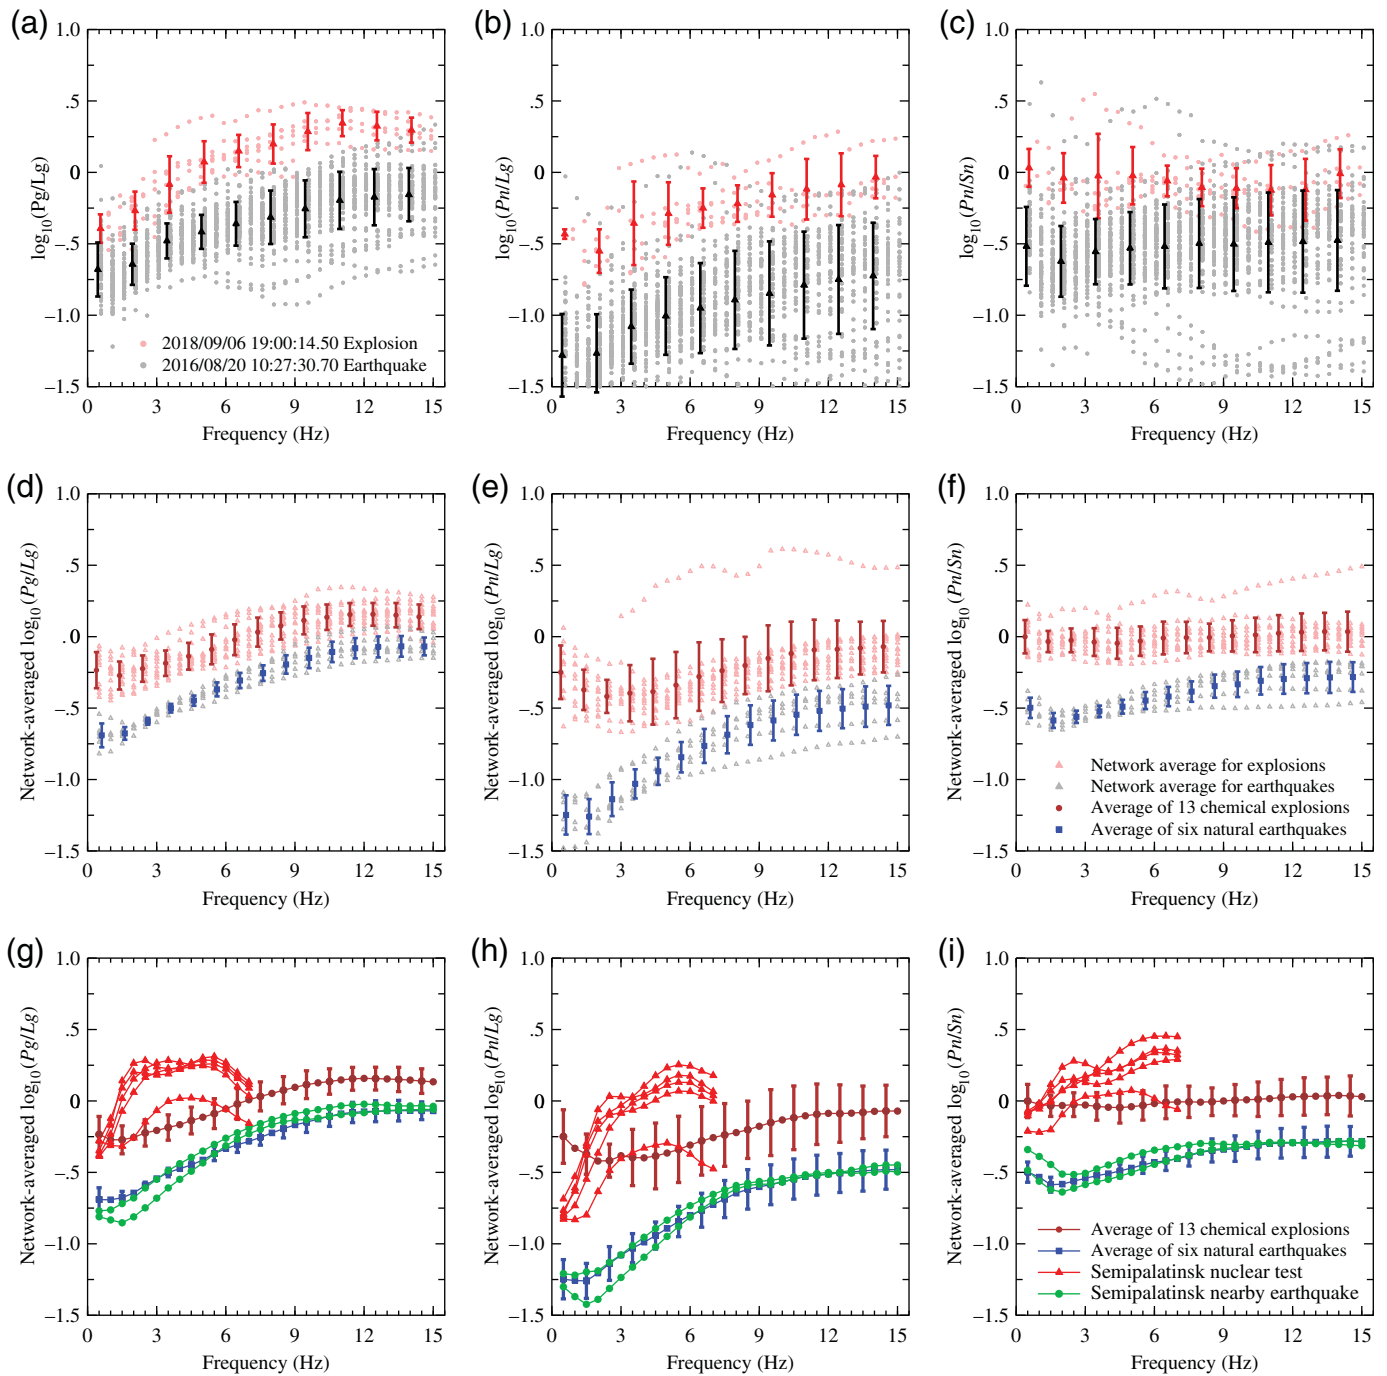 (a)
1.0
.5
0
−.5
−1.0
−1.5
log10(Pg/Lg)
2018/09/06 19:00:14.50 Explosion
2016/08/20 10:27:30.70 Earthquake
0 3 6 9 12 15
Frequency (Hz)
(b)
1.0
.5
0
−.5
−1.0
−1.5
log10(Pn/Lg)
0 3 6 9 12 15
Frequency (Hz)
(c)
1.0
.5
0
−.5
−1.0
−1.5
log10(Pn/Sn)
0 3 6 9 12 15
Frequency (Hz)
(d)
1.0
.5
.0
−.5
−1.0
−1.5
Network-averaged log10(Pg/Lg)
0 3 6 9 12 15
Frequency (Hz)
(e)
1.0
.5
0
−.5
−1.0
−1.5
Network-averaged log10(Pn/Lg)
0 3 6 9 12 15
Frequency (Hz)
(f)
1.0
.5
0
−.5
−1.0
−1.5
Network-averaged log10(Pn/Sn)
Network average for explosions
Network average for earthquakes
Average of 13 chemical explosions
Average of six natural earthquakes
0 3 6 9 12 15
Frequency (Hz)
(g)
1.0
.5
0
−.5
−1.0
−1.5
Network-averaged log10(Pg/Lg)
0 3 6 9 12 15
Frequency (Hz)
(h)
1.0
.5
0
−.5
−1.0
−1.5
Network-averaged log10(Pn/Lg)
0 3 6 9 12 15
Frequency (Hz)
(i)
1.0
.5
0
−.5
−1.0
−1.5
Network-averaged log10(Pn/Sn)
Average of 13 chemical explosions
Average of six natural earthquakes
Semipalatinsk nuclear test
Semipalatinsk nearby earthquake
0 3 6 9 12 15
Frequency (Hz)